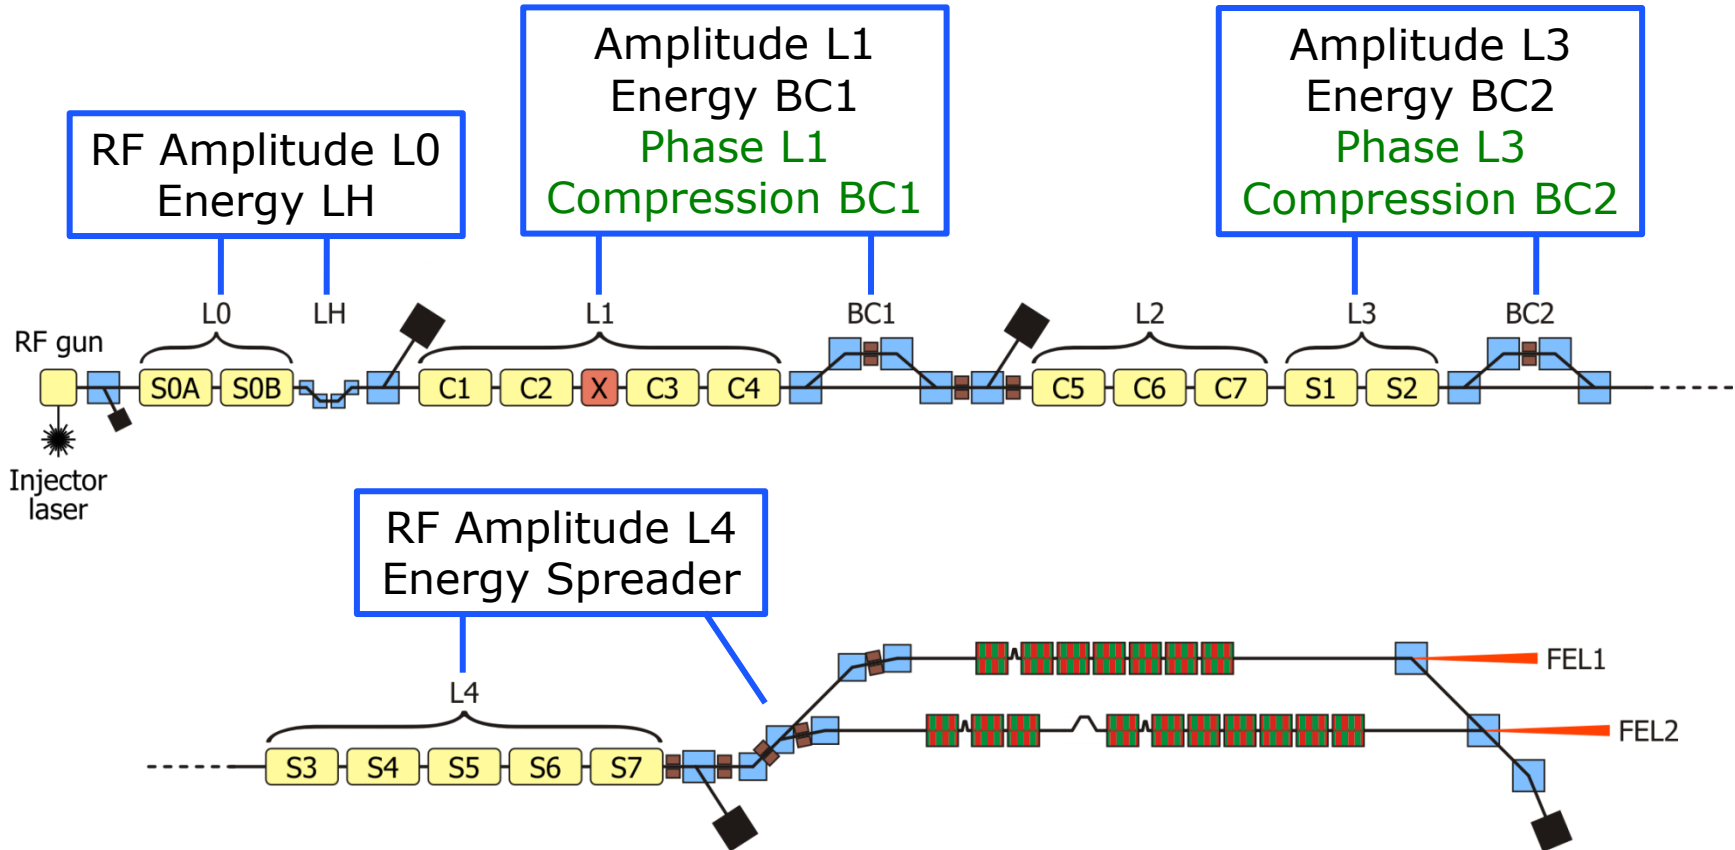 Amplitude L1
Energy BC1
Phase L1
Compression BC1
Amplitude L3
Energy BC2
Phase L3
Compression BC2
RF Amplitude L0
Energy LH
L0
LH
L1
BC1
L2
L3
BC2
RF gun
S0A
S0B
C1
C2
X
C3
C4
C5
C6
C7
S1
S2
Injector
laser
RF Amplitude L4
Energy Spreader
L4
S3
S4
S5
S6
S7
FEL1
FEL2